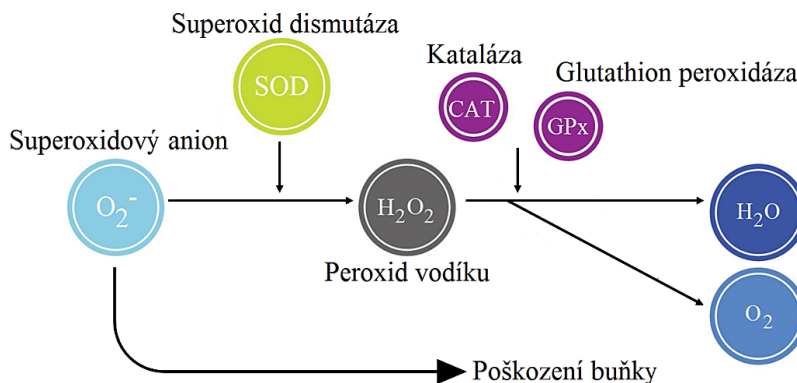 Superoxid dismutáza
SOD
Kataláza
CAT
Glutathion peroxidáza
GPx
Superoxidový anion
O₂⁻
H₂O₂
Peroxid vodíku
H₂O
O₂
Poškození buňky